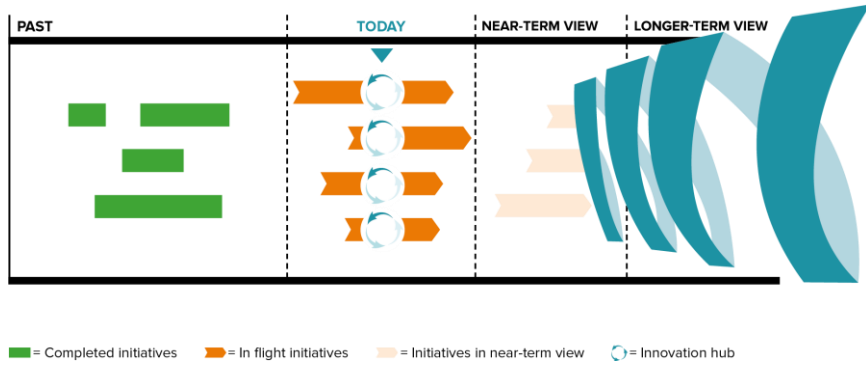 PAST
TODAY
NEAR-TERM VIEW
LONGER-TERM VIEW
= Completed initiatives
= In flight initiatives
= Initiatives in near-term view
= Innovation hub